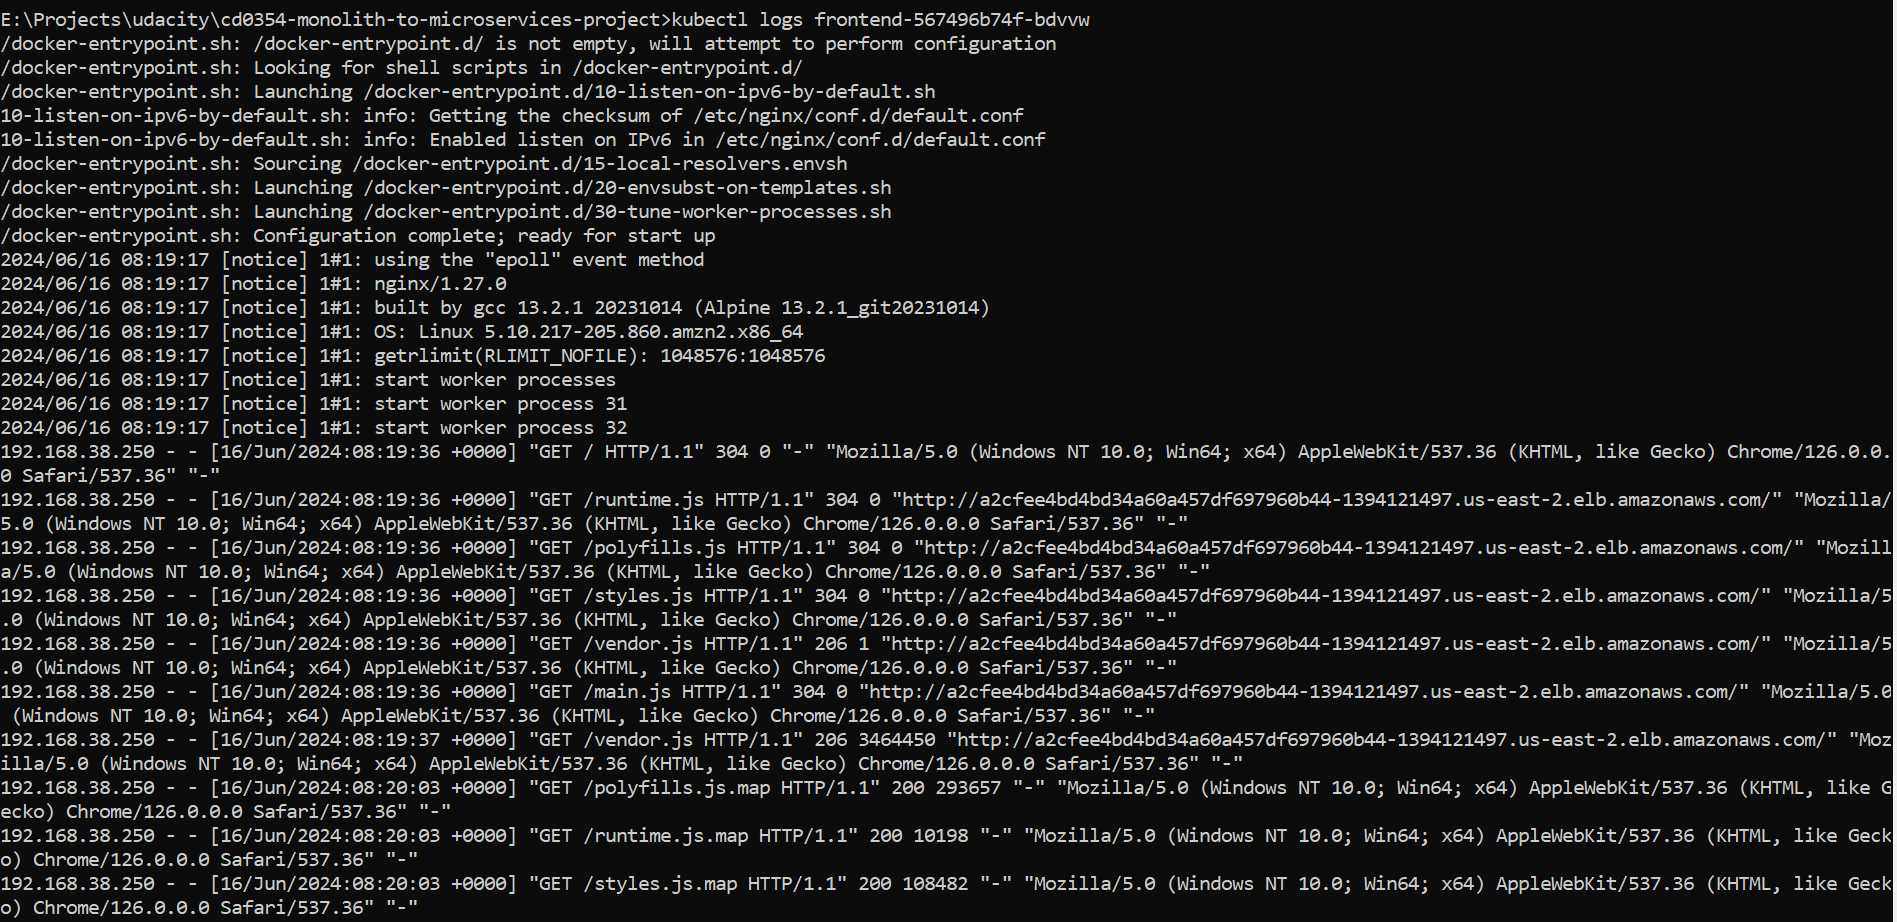 E:\Projects\udacity\cd0354-monolith-to-microservices-project>kubectl logs frontend-567496b74f-bdvvw
/docker-entrypoint.sh: /docker-entrypoint.d/ is not empty, will attempt to perform configuration
/docker-entrypoint.sh: Looking for shell scripts in /docker-entrypoint.d/
/docker-entrypoint.sh: Launching /docker-entrypoint.d/10-listen-on-ipv6-by-default.sh
10-listen-on-ipv6-by-default.sh: info: Getting the checksum of /etc/nginx/conf.d/default.conf
10-listen-on-ipv6-by-default.sh: info: Enabled listen on IPv6 in /etc/nginx/conf.d/default.conf
/docker-entrypoint.sh: Sourcing /docker-entrypoint.d/15-local-resolvers.envsh
/docker-entrypoint.sh: Launching /docker-entrypoint.d/20-envsubst-on-templates.sh
/docker-entrypoint.sh: Launching /docker-entrypoint.d/30-tune-worker-processes.sh
/docker-entrypoint.sh: Configuration complete; ready for start up
2024/06/16 08:19:17 [notice] 1#1: using the "epoll" event method
2024/06/16 08:19:17 [notice] 1#1: nginx/1.27.0
2024/06/16 08:19:17 [notice] 1#1: built by gcc 13.2.1 20231014 (Alpine 13.2.1_git20231014)
2024/06/16 08:19:17 [notice] 1#1: OS: Linux 5.10.217-205.860.amzn2.x86_64
2024/06/16 08:19:17 [notice] 1#1: getrlimit(RLIMIT_NOFILE): 1048576:1048576
2024/06/16 08:19:17 [notice] 1#1: start worker processes
2024/06/16 08:19:17 [notice] 1#1: start worker process 31
2024/06/16 08:19:17 [notice] 1#1: start worker process 32
192.168.38.250 - - [16/Jun/2024:08:19:36 +0000] "GET / HTTP/1.1" 304 0 "-" "Mozilla/5.0 (Windows NT 10.0; Win64; x64) AppleWebKit/537.36 (KHTML, like Gecko) Chrome/126.0.0.
0 Safari/537.36" "-"
192.168.38.250 - - [16/Jun/2024:08:19:36 +0000] "GET /runtime.js HTTP/1.1" 304 0 "http://a2cfee4bd4bd34a60a457df697960b44-1394121497.us-east-2.elb.amazonaws.com/" "Mozilla/
5.0 (Windows NT 10.0; Win64; x64) AppleWebKit/537.36 (KHTML, like Gecko) Chrome/126.0.0.0 Safari/537.36" "-"
192.168.38.250 - - [16/Jun/2024:08:19:36 +0000] "GET /polyfills.js HTTP/1.1" 304 0 "http://a2cfee4bd4bd34a60a457df697960b44-1394121497.us-east-2.elb.amazonaws.com/" "Mozill
a/5.0 (Windows NT 10.0; Win64; x64) AppleWebKit/537.36 (KHTML, like Gecko) Chrome/126.0.0.0 Safari/537.36" "-"
192.168.38.250 - - [16/Jun/2024:08:19:36 +0000] "GET /styles.js HTTP/1.1" 304 0 "http://a2cfee4bd4bd34a60a457df697960b44-1394121497.us-east-2.elb.amazonaws.com/" "Mozilla/5
.0 (Windows NT 10.0; Win64; x64) AppleWebKit/537.36 (KHTML, like Gecko) Chrome/126.0.0.0 Safari/537.36" "-"
192.168.38.250 - - [16/Jun/2024:08:19:36 +0000] "GET /vendor.js HTTP/1.1" 206 1 "http://a2cfee4bd4bd34a60a457df697960b44-1394121497.us-east-2.elb.amazonaws.com/" "Mozilla/5
.0 (Windows NT 10.0; Win64; x64) AppleWebKit/537.36 (KHTML, like Gecko) Chrome/126.0.0.0 Safari/537.36" "-"
192.168.38.250 - - [16/Jun/2024:08:19:36 +0000] "GET /main.js HTTP/1.1" 304 0 "http://a2cfee4bd4bd34a60a457df697960b44-1394121497.us-east-2.elb.amazonaws.com/" "Mozilla/5.0
 (Windows NT 10.0; Win64; x64) AppleWebKit/537.36 (KHTML, like Gecko) Chrome/126.0.0.0 Safari/537.36" "-"
192.168.38.250 - - [16/Jun/2024:08:19:37 +0000] "GET /vendor.js HTTP/1.1" 206 3464450 "http://a2cfee4bd4bd34a60a457df697960b44-1394121497.us-east-2.elb.amazonaws.com/" "Moz
illa/5.0 (Windows NT 10.0; Win64; x64) AppleWebKit/537.36 (KHTML, like Gecko) Chrome/126.0.0.0 Safari/537.36" "-"
192.168.38.250 - - [16/Jun/2024:08:20:03 +0000] "GET /polyfills.js.map HTTP/1.1" 200 293657 "-" "Mozilla/5.0 (Windows NT 10.0; Win64; x64) AppleWebKit/537.36 (KHTML, like G
ecko) Chrome/126.0.0.0 Safari/537.36" "-"
192.168.38.250 - - [16/Jun/2024:08:20:03 +0000] "GET /runtime.js.map HTTP/1.1" 200 10198 "-" "Mozilla/5.0 (Windows NT 10.0; Win64; x64) AppleWebKit/537.36 (KHTML, like Geck
o) Chrome/126.0.0.0 Safari/537.36" "-"
192.168.38.250 - - [16/Jun/2024:08:20:03 +0000] "GET /styles.js.map HTTP/1.1" 200 108482 "-" "Mozilla/5.0 (Windows NT 10.0; Win64; x64) AppleWebKit/537.36 (KHTML, like Geck
o) Chrome/126.0.0.0 Safari/537.36" "-"